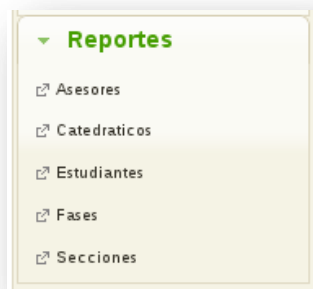 Reportes
Asesores
Catedraticos
Estudiantes
Fases
Secciones